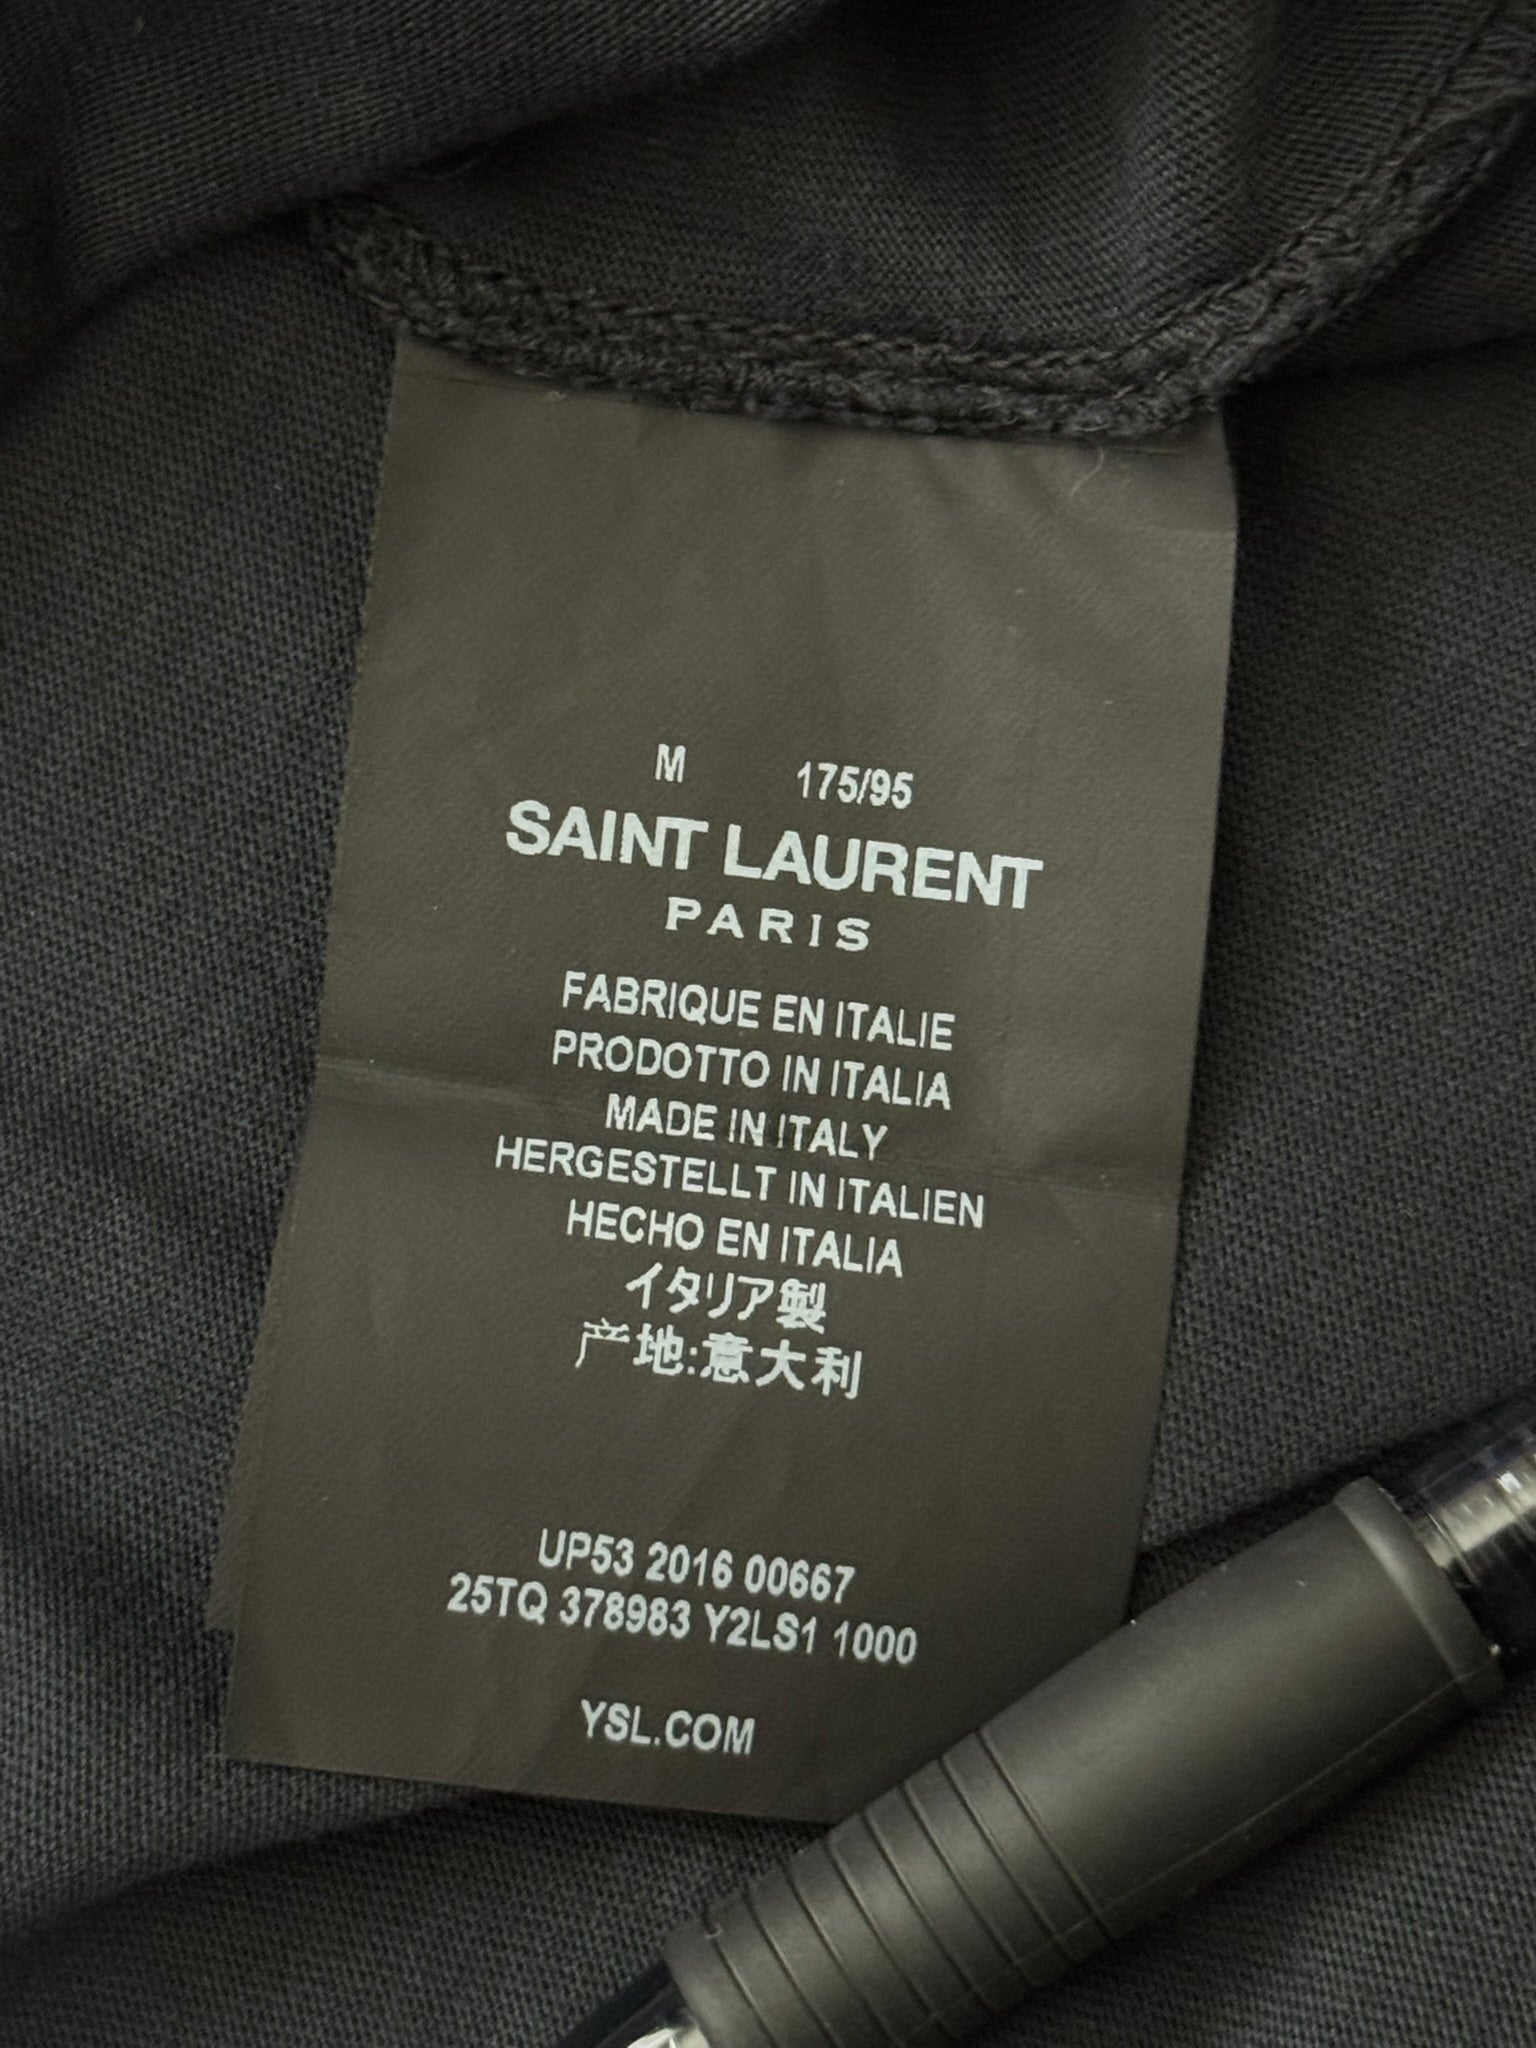 M 175/95
SAINT LAURENT
PARIS
FABRIQUE EN ITALIE
PRODOTTO IN ITALIA
MADE IN ITALY
HERGESTELLT IN ITALIEN
HECHO EN ITALIA
イタリア製
产地:意大利
UP53 2016 00667
25TQ 378983 Y2LS1 1000
YSL.COM